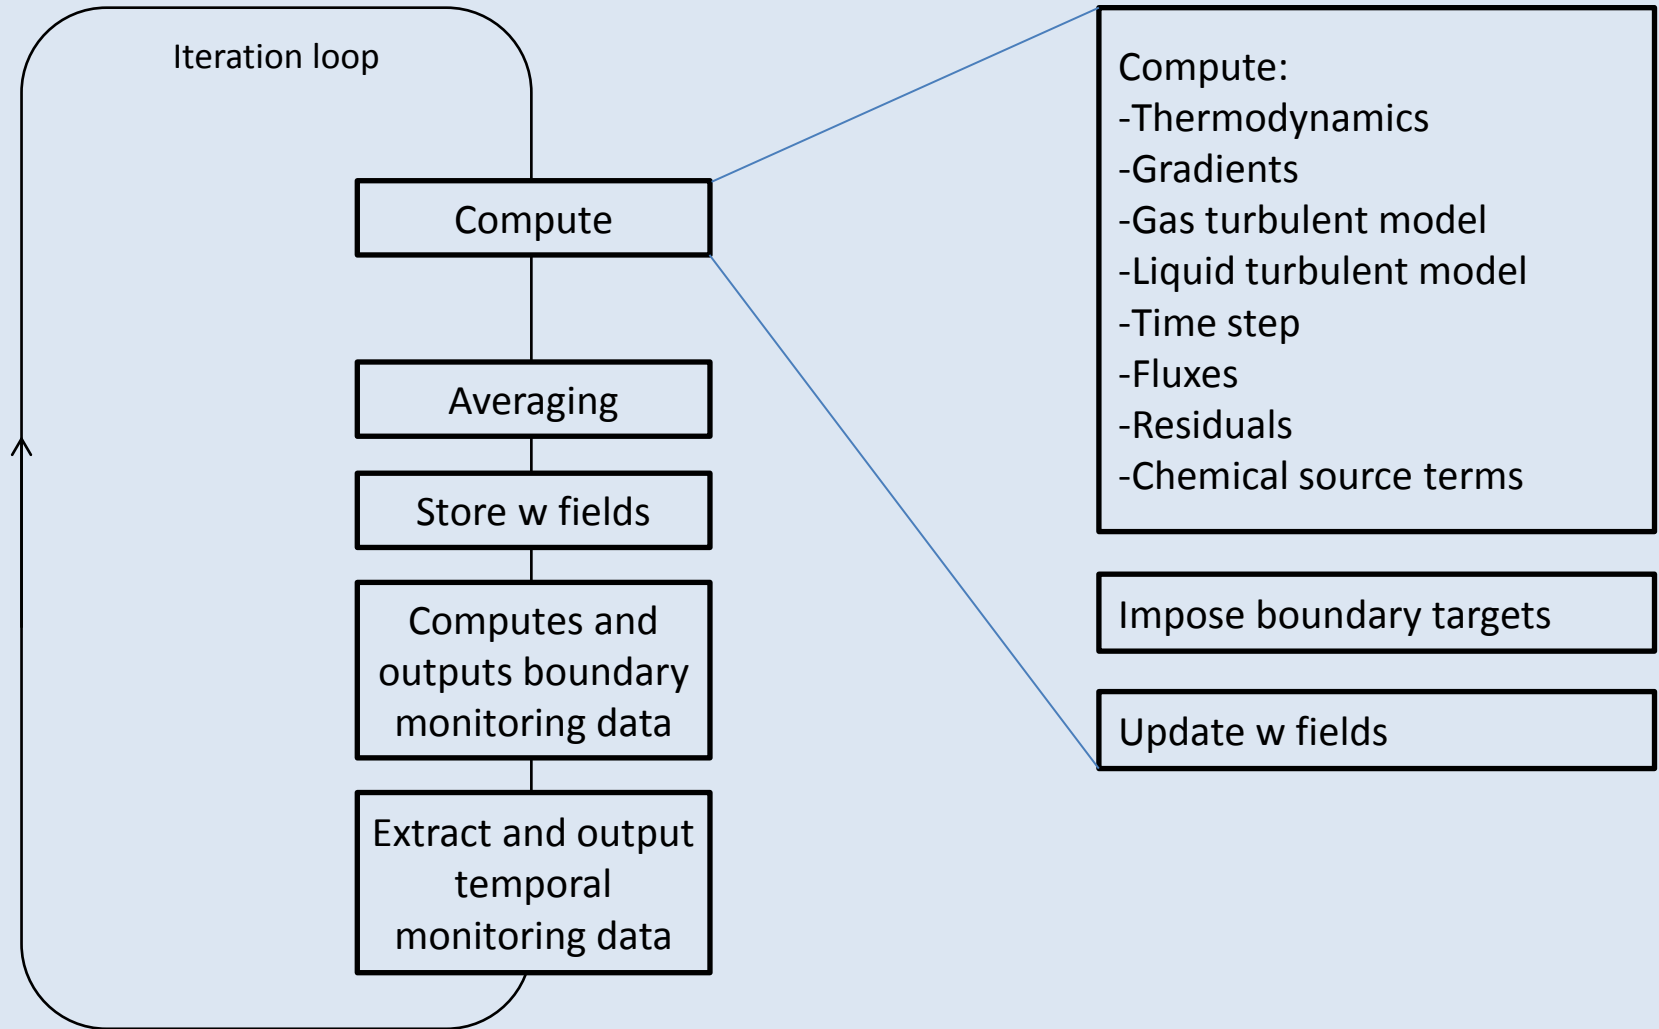 Iteration loop
Compute
Averaging
Store w fields
Computes and
outputs boundary
monitoring data
Extract and output
temporal
monitoring data
Compute:
-Thermodynamics
-Gradients
-Gas turbulent model
-Liquid turbulent model
-Time step
-Fluxes
-Residuals
-Chemical source terms
Impose boundary targets
Update w fields